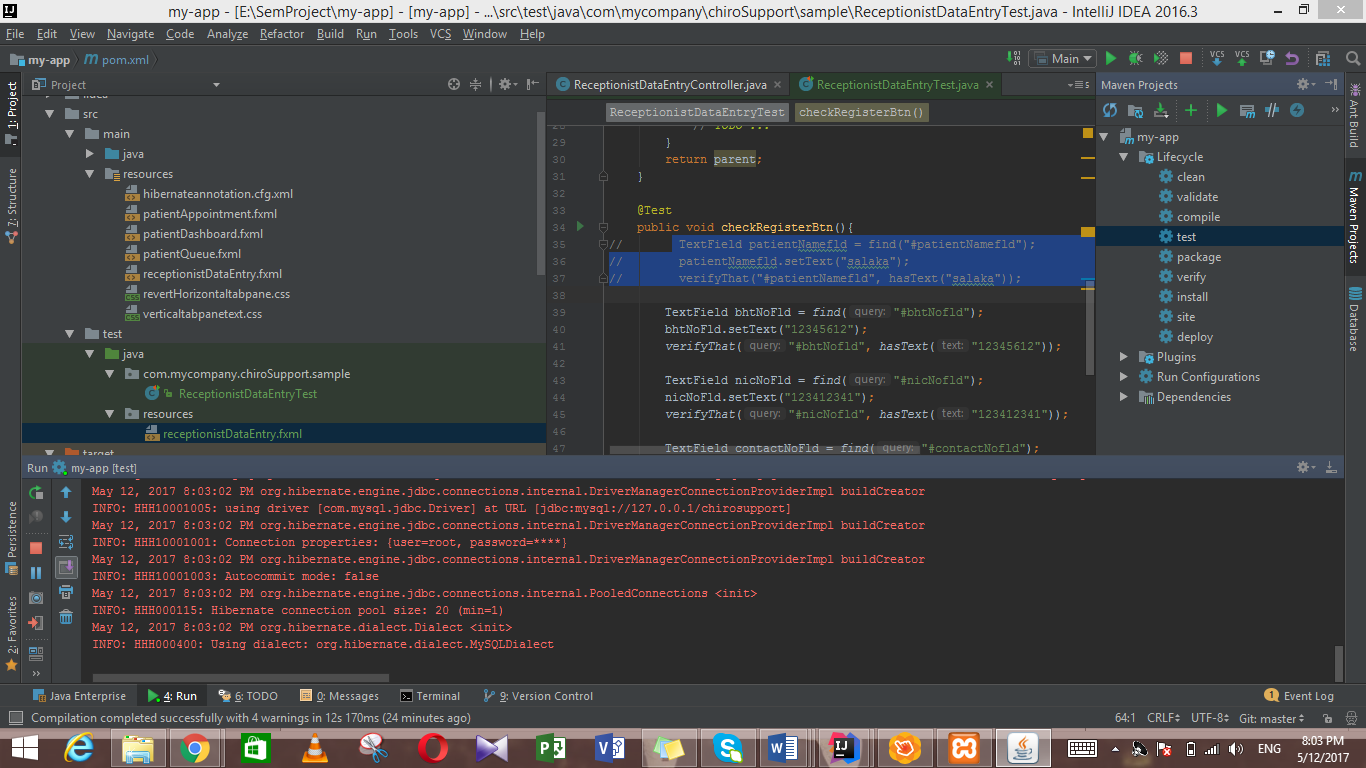 my-app - [E:\SemProject\my-app] - [my-app] - ...\src\test\java\com\mycompany\chiroSupport\sample\ReceptionistDataEntryTest.java - IntelliJ IDEA 2016.3
File Edit View Navigate Code Analyze Refactor Build Run Tools VCS Window Help
my-app pom.xml
Main
VCS VCS
Project
ReceptionistDataEntryController.java
ReceptionistDataEntryTest.java
Maven Projects
1: Project
7: Structure
Persistence
2: Favorites
src
main
java
resources
hibernateannotation.cfg.xml
patientAppointment.fxml
patientDashboard.fxml
patientQueue.fxml
receptionistDataEntry.fxml
revertHorizontaltabpane.css
verticaltabpanetext.css
test
java
com.mycompany.chiroSupport.sample
ReceptionistDataEntryTest
resources
receptionistDataEntry.fxml
target
ReceptionistDataEntryTest checkRegisterBtn()
28 // TODO ...
29 }
30 return parent;
31 }
32
33 @Test
34 public void checkRegisterBtn(){
35 // TextField patientNamefld = find("#patientNamefld");
36 // patientNamefld.setText("salaka");
37 // verifyThat("#patientNamefld", hasText("salaka"));
38
39 TextField bhtNoFld = find( query: "#bhtNofld");
40 bhtNoFld.setText("12345612");
41 verifyThat( query: "#bhtNofld", hasText( text: "12345612"));
42
43 TextField nicNoFld = find( query: "#nicNofld");
44 nicNoFld.setText("123412341");
45 verifyThat( query: "#nicNofld", hasText( text: "123412341"));
46
47 TextField contactNoFld = find( query: "#contactNofld");
my-app
Lifecycle
clean
validate
compile
test
package
verify
install
site
deploy
Plugins
Run Configurations
Dependencies
Ant Build
Maven Projects
Database
Run my-app [test]
May 12, 2017 8:03:02 PM org.hibernate.engine.jdbc.connections.internal.DriverManagerConnectionProviderImpl buildCreator
INFO: HHH10001005: using driver [com.mysql.jdbc.Driver] at URL [jdbc:mysql://127.0.0.1/chirosupport]
May 12, 2017 8:03:02 PM org.hibernate.engine.jdbc.connections.internal.DriverManagerConnectionProviderImpl buildCreator
INFO: HHH10001001: Connection properties: {user=root, password=****}
May 12, 2017 8:03:02 PM org.hibernate.engine.jdbc.connections.internal.DriverManagerConnectionProviderImpl buildCreator
INFO: HHH10001003: Autocommit mode: false
May 12, 2017 8:03:02 PM org.hibernate.engine.jdbc.connections.internal.PooledConnections <init>
INFO: HHH000115: Hibernate connection pool size: 20 (min=1)
May 12, 2017 8:03:02 PM org.hibernate.dialect.Dialect <init>
INFO: HHH000400: Using dialect: org.hibernate.dialect.MySQLDialect
Java Enterprise 4: Run 6: TODO 0: Messages Terminal 9: Version Control 1 Event Log
Compilation completed successfully with 4 warnings in 12s 170ms (24 minutes ago) 64:1 CRLF UTF-8 Git: master
ENG
8:03 PM
5/12/2017